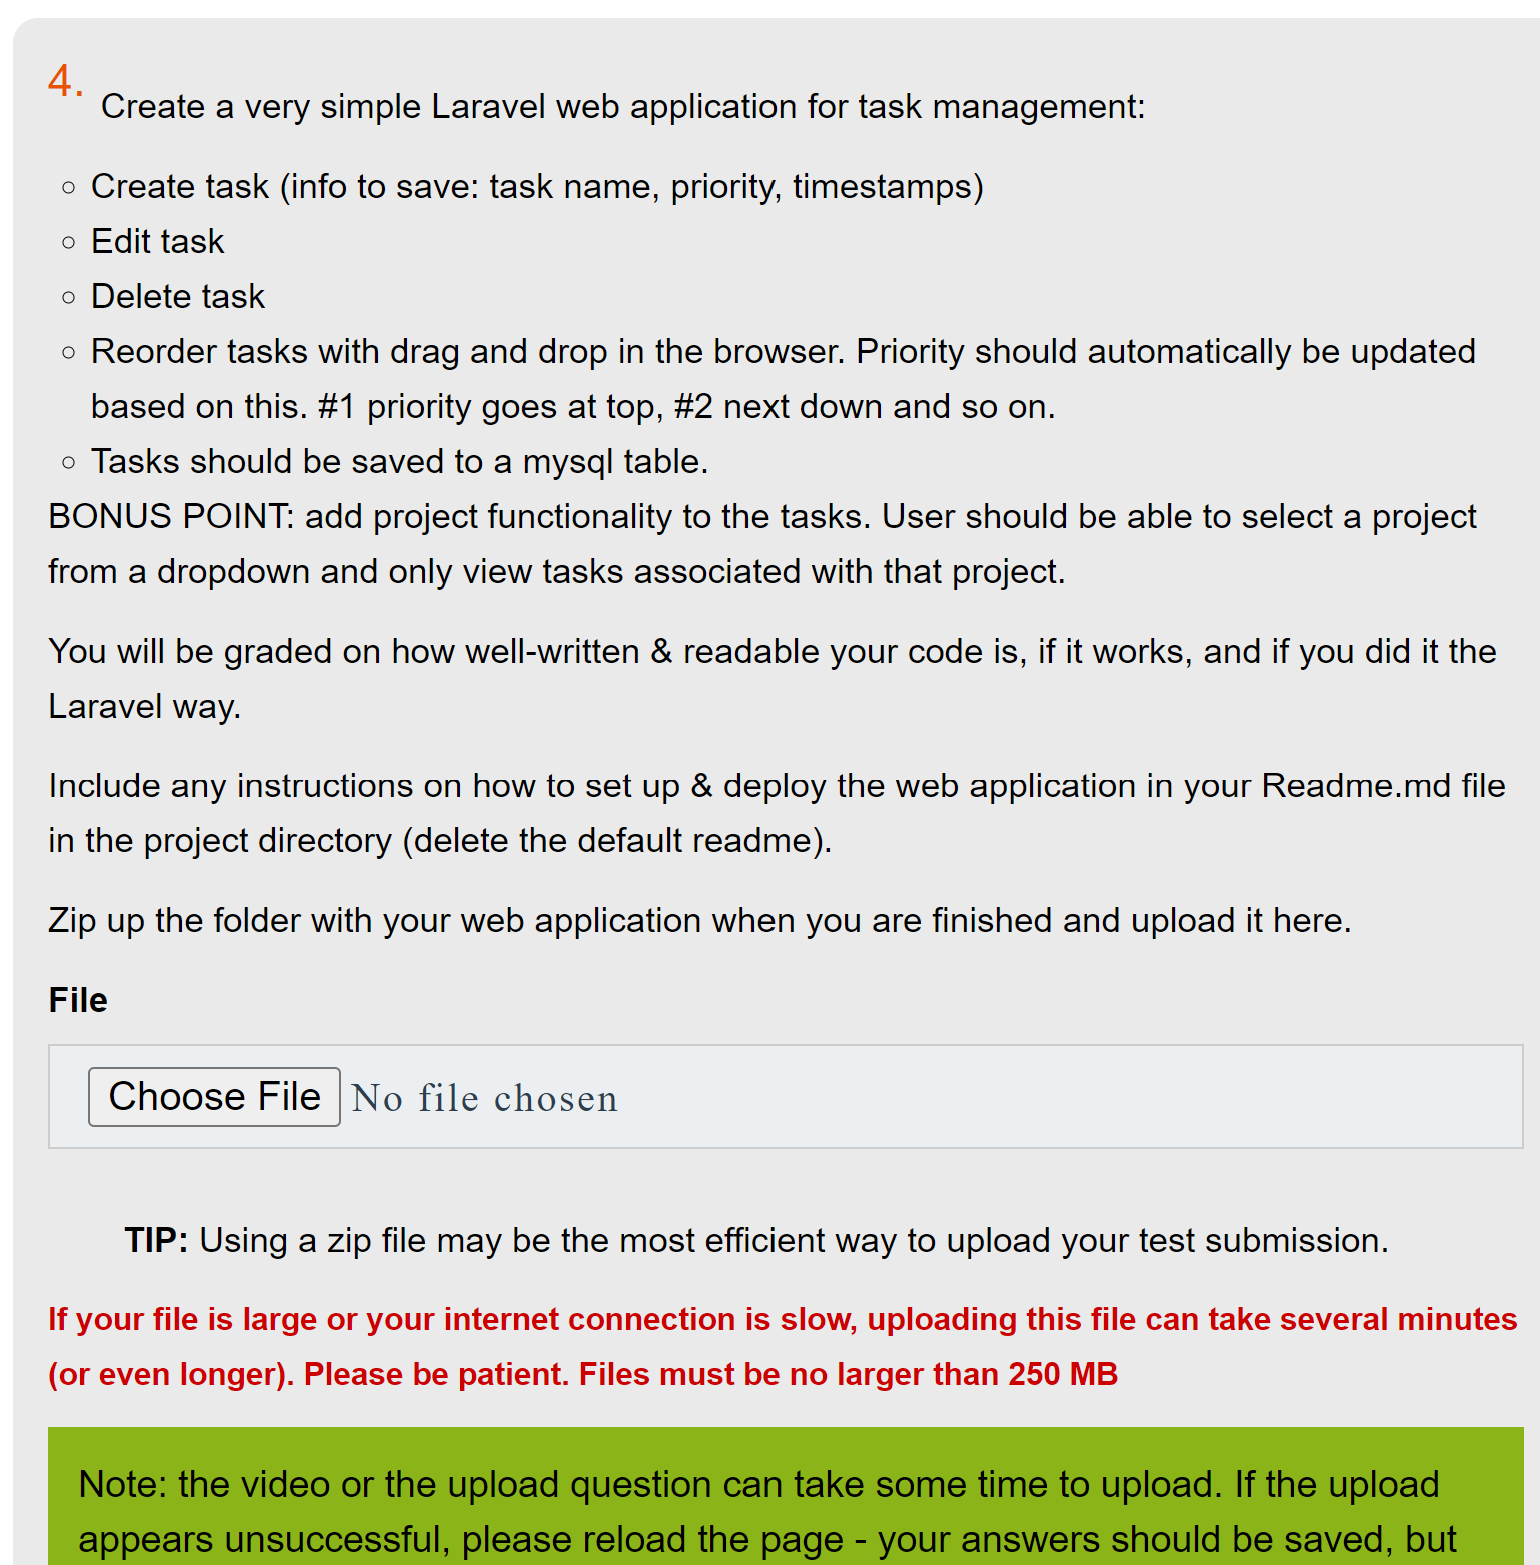 4.
Create a very simple Laravel web application for task management:
Create task (info to save: task name, priority, timestamps)
Edit task
Delete task
Reorder tasks with drag and drop in the browser. Priority should automatically be updated
based on this. #1 priority goes at top, #2 next down and so on.
Tasks should be saved to a mysql table.
BONUS POINT: add project functionality to the tasks. User should be able to select a project
from a dropdown and only view tasks associated with that project.
You will be graded on how well-written & readable your code is, if it works, and if you did it the
Laravel way.
Include any instructions on how to set up & deploy the web application in your Readme.md file
in the project directory (delete the default readme).
Zip up the folder with your web application when you are finished and upload it here.
File
Choose File No file chosen
TIP: Using a zip file may be the most efficient way to upload your test submission.
If your file is large or your internet connection is slow, uploading this file can take several minutes
(or even longer). Please be patient. Files must be no larger than 250 MB
Note: the video or the upload question can take some time to upload. If the upload
appears unsuccessful, please reload the page - your answers should be saved, but